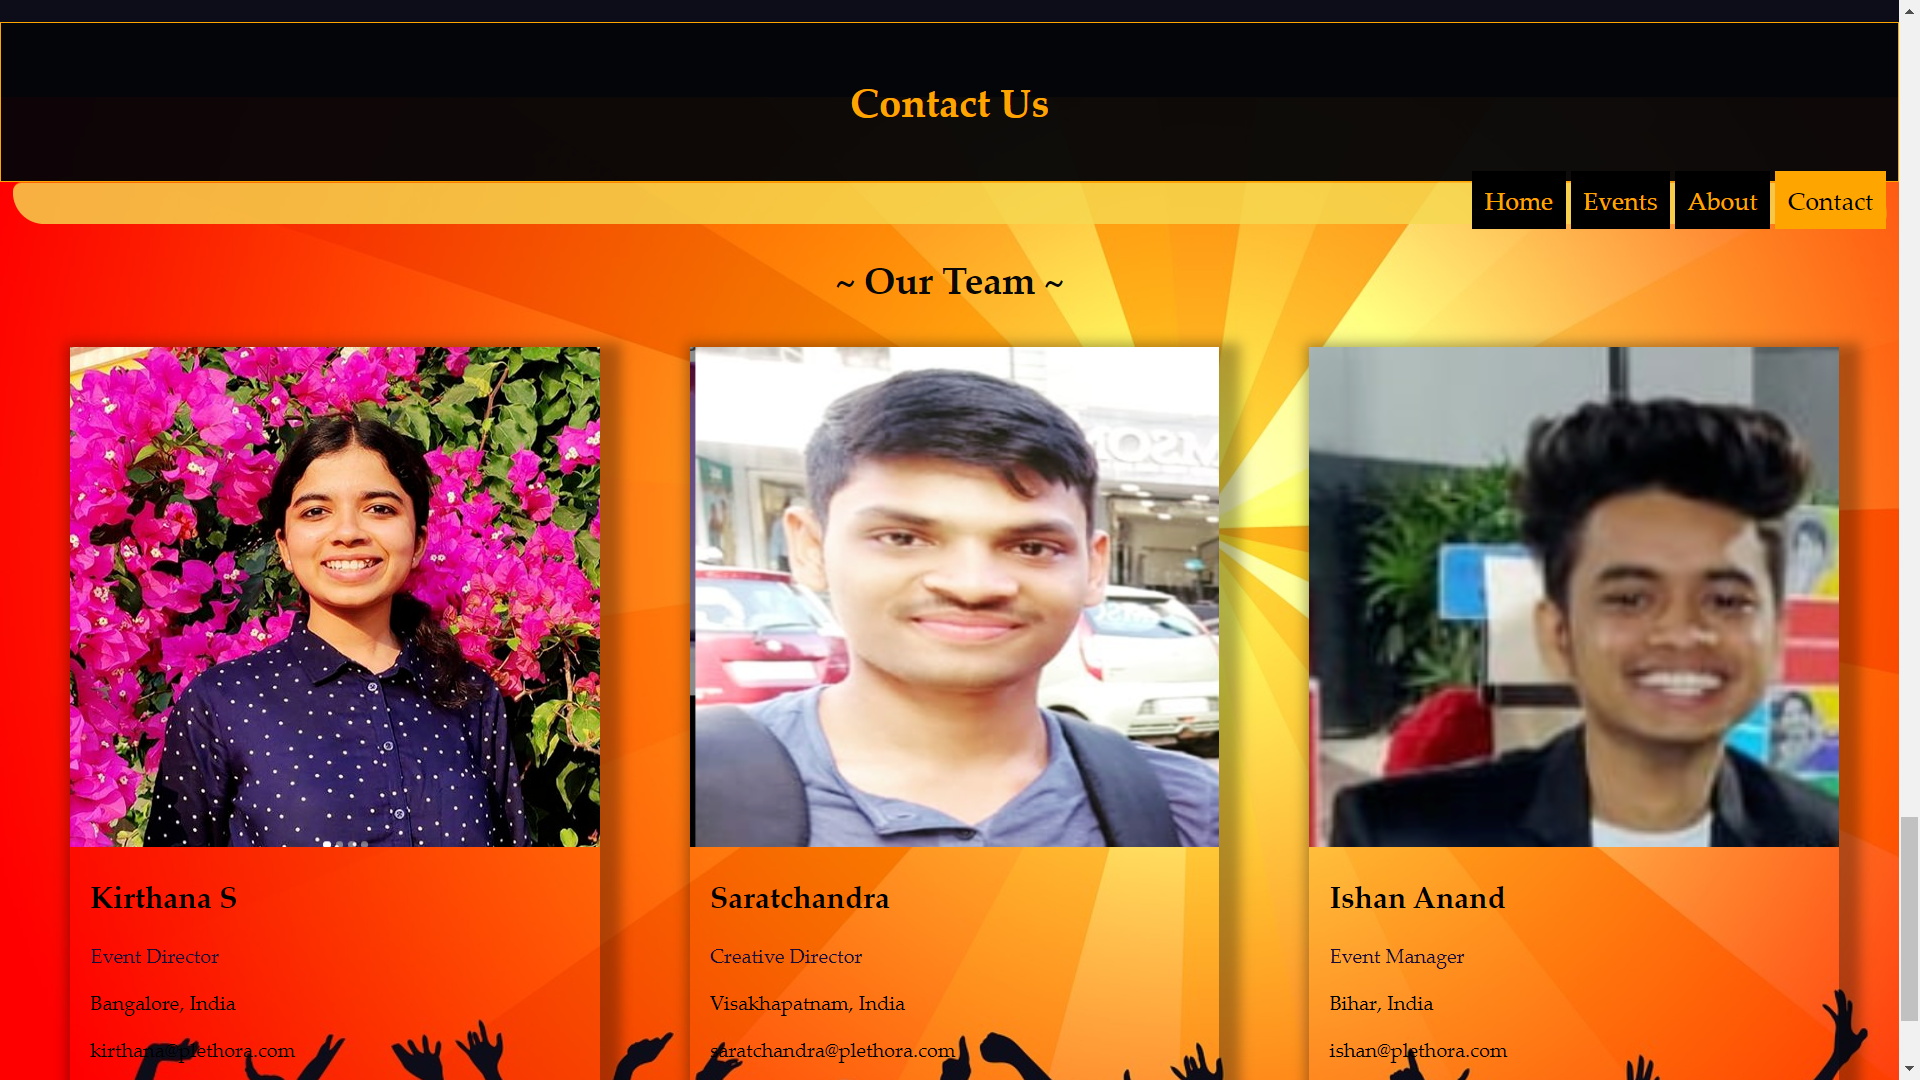 Contact Us
Home Events About Contact
~ Our Team ~
Kirthana S
Event Director
Bangalore, India
kirthana@plethora.com
Saratchandra
Creative Director
Visakhapatnam, India
saratchandra@plethora.com
Ishan Anand
Event Manager
Bihar, India
ishan@plethora.com